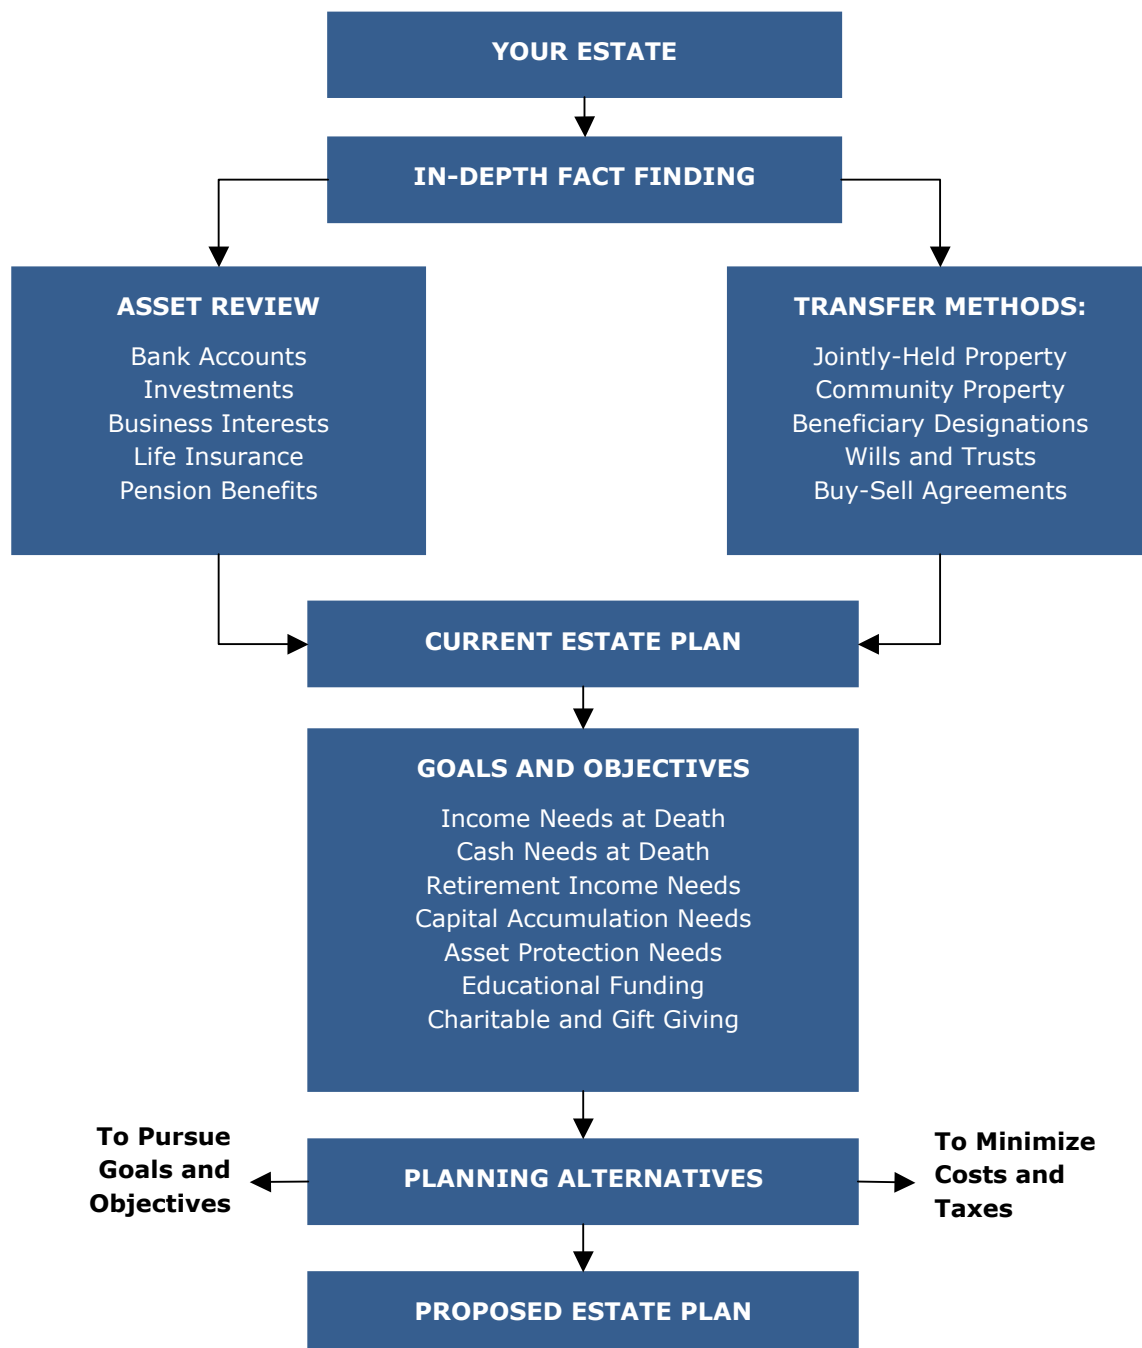 YOUR ESTATE
IN-DEPTH FACT FINDING
ASSET REVIEW
Bank Accounts
Investments
Business Interests
Life Insurance
Pension Benefits
TRANSFER METHODS:
Jointly-Held Property
Community Property
Beneficiary Designations
Wills and Trusts
Buy-Sell Agreements
CURRENT ESTATE PLAN
GOALS AND OBJECTIVES
Income Needs at Death
Cash Needs at Death
Retirement Income Needs
Capital Accumulation Needs
Asset Protection Needs
Educational Funding
Charitable and Gift Giving
To Pursue
Goals and
Objectives
PLANNING ALTERNATIVES
To Minimize
Costs and
Taxes
PROPOSED ESTATE PLAN